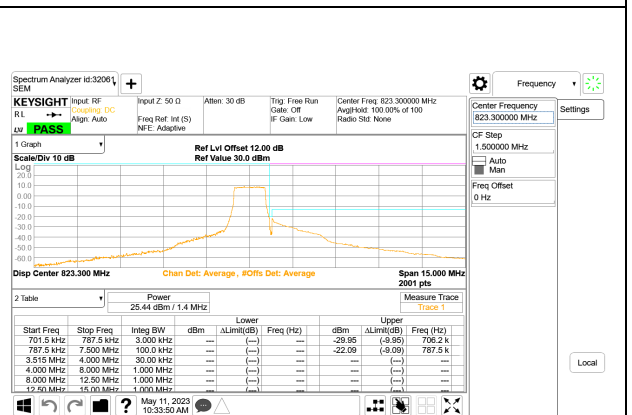 Spectrum Analyzer id:32061
SEM
Frequency
KEYSIGHT
RL
LXI PASS
Input: RF
Coupling: DC
Align: Auto
Input Z: 50 Ω
Freq Ref: Int (S)
NFE: Adaptive
Atten: 30 dB
Trig: Free Run
Gate: Off
IF Gain: Low
Center Freq: 823.300000 MHz
Avg|Hold: 100.00% of 100
Radio Std: None
Center Frequency
823.300000 MHz
Settings
CF Step
1.500000 MHz
Auto
Man
Freq Offset
0 Hz
Local
1 Graph
Ref Lvl Offset 12.00 dB
Scale/Div 10 dB
Ref Value 30.0 dBm
Log
20.0
10.0
0.00
-10.0
-20.0
-30.0
-40.0
-50.0
-60.0
Disp Center 823.300 MHz
Chan Det: Average , #Offs Det: Average
Span 15.000 MHz
2001 pts
2 Table
Power
25.44 dBm / 1.4 MHz
Measure Trace
Trace 1
Lower Upper
Start Freq Stop Freq Integ BW dBm ΔLimit(dB) Freq (Hz) dBm ΔLimit(dB) Freq (Hz)
701.5 kHz 787.5 kHz 3.000 kHz --- (---) --- -29.95 (-9.95) 706.2 k
787.5 kHz 7.500 MHz 100.0 kHz --- (---) --- -22.09 (-9.09) 787.5 k
3.515 MHz 4.000 MHz 30.00 kHz --- (---) --- --- (---) ---
4.000 MHz 8.000 MHz 1.000 MHz --- (---) --- --- (---) ---
8.000 MHz 12.50 MHz 1.000 MHz --- (---) --- --- (---) ---
12.50 MHz 15.00 MHz 1.000 MHz --- (---) --- --- (---) ---
?
May 11, 2023
10:33:50 AM